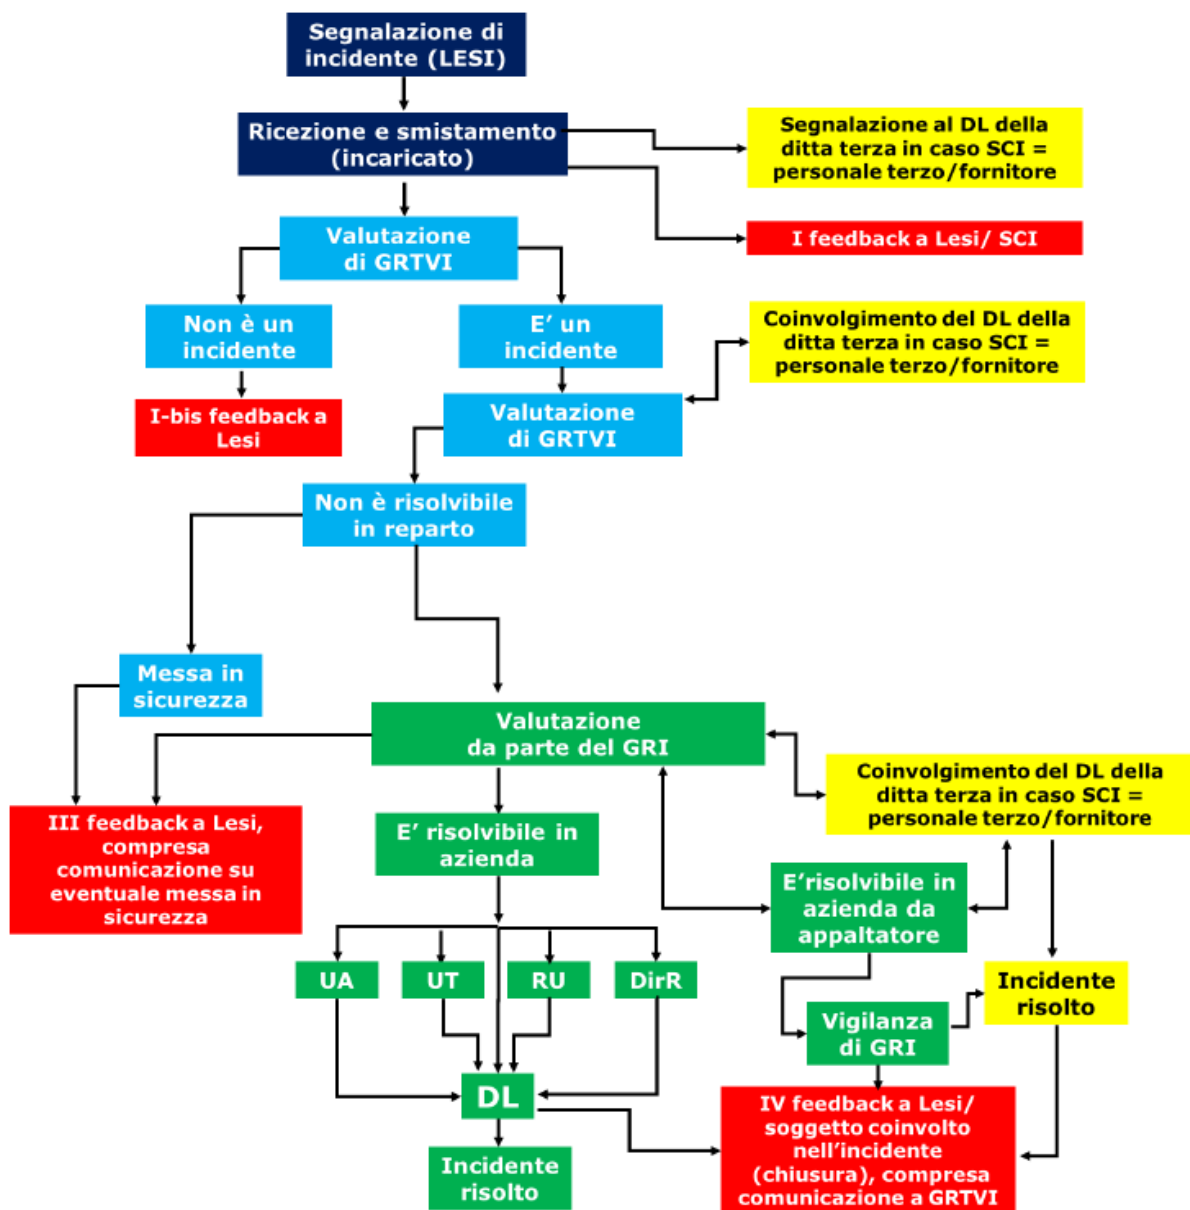 Segnalazione di
incidente (LESI)
Ricezione e smistamento
(incaricato)
Segnalazione al DL della
ditta terza in caso SCI =
personale terzo/fornitore
I feedback a Lesi/ SCI
Valutazione
di GRTVI
Non è un
incidente
E’ un
incidente
Coinvolgimento del DL della
ditta terza in caso SCI =
personale terzo/fornitore
I-bis feedback a
Lesi
Valutazione
di GRTVI
Non è risolvibile
in reparto
Messa in
sicurezza
Valutazione
da parte del GRI
Coinvolgimento del DL della
ditta terza in caso SCI =
personale terzo/fornitore
III feedback a Lesi,
compresa
comunicazione su
eventuale messa in
sicurezza
E’ risolvibile in
azienda
E’risolvibile in
azienda da
appaltatore
UA
UT
RU
DirR
Incidente
risolto
Vigilanza
di GRI
DL
IV feedback a Lesi/
soggetto coinvolto
nell’incidente
(chiusura), compresa
comunicazione a GRTVI
Incidente
risolto